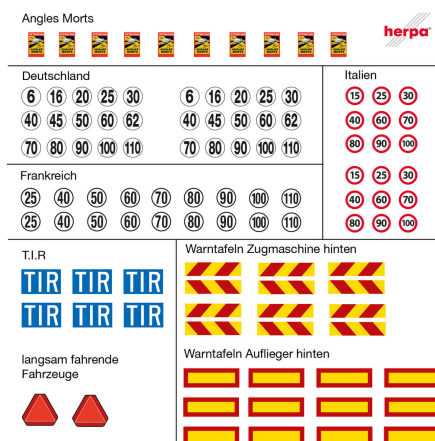 Angles Morts
herpa
Deutschland
6 16 20 25 30 6 16 20 25 30
40 45 50 60 62 40 45 50 60 62
70 80 90 100 110 70 80 90 100 110
Italien
15 25 30
40 60 70
80 90 100
15 25 30
40 60 70
80 90 100
Frankreich
25 40 50 60 70 80 90 100 110
25 40 50 60 70 80 90 100 110
T.I.R
TIR TIR TIR
TIR TIR TIR
Warntafeln Zugmaschine hinten
langsam fahrende
Fahrzeuge
Warntafeln Auflieger hinten